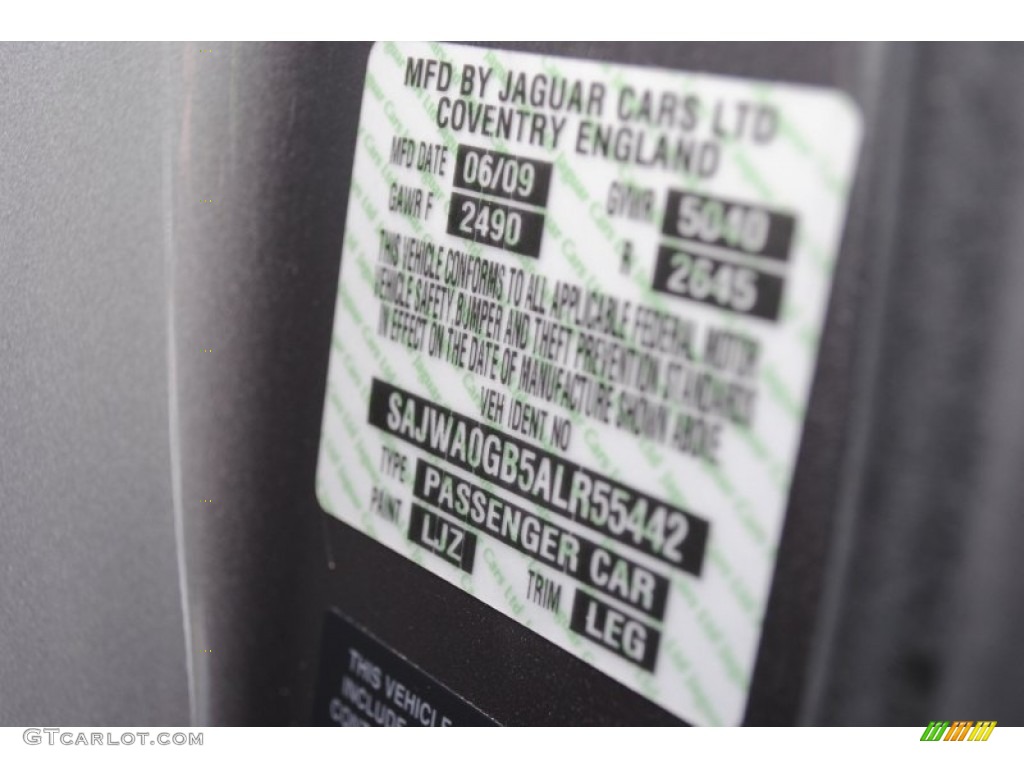 MFD BY JAGUAR CARS LTD
COVENTRY ENGLAND
MFD DATE 06/09 GVWR 5040
GAWR F 2490 R 2645
THIS VEHICLE CONFORMS TO ALL APPLICABLE FEDERAL MOTOR
VEHICLE SAFETY, BUMPER AND THEFT PREVENTION STANDARDS
IN EFFECT ON THE DATE OF MANUFACTURE SHOWN ABOVE
VEH IDENT NO
SAJWA0GB5ALR55442
TYPE PASSENGER CAR
PAINT LJZ TRIM LEG
THIS VEHICLE
INCLUDE
GTCARLOT.COM